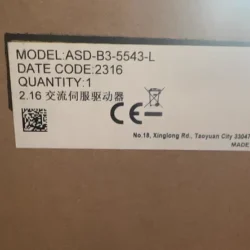 MODEL:ASD-B3-5543-L
DATE CODE:2316
QUANTITY:1
2.16 交流伺服驱动器
CE
No.18, Xinglong Rd., Taoyuan City 33047
MADE